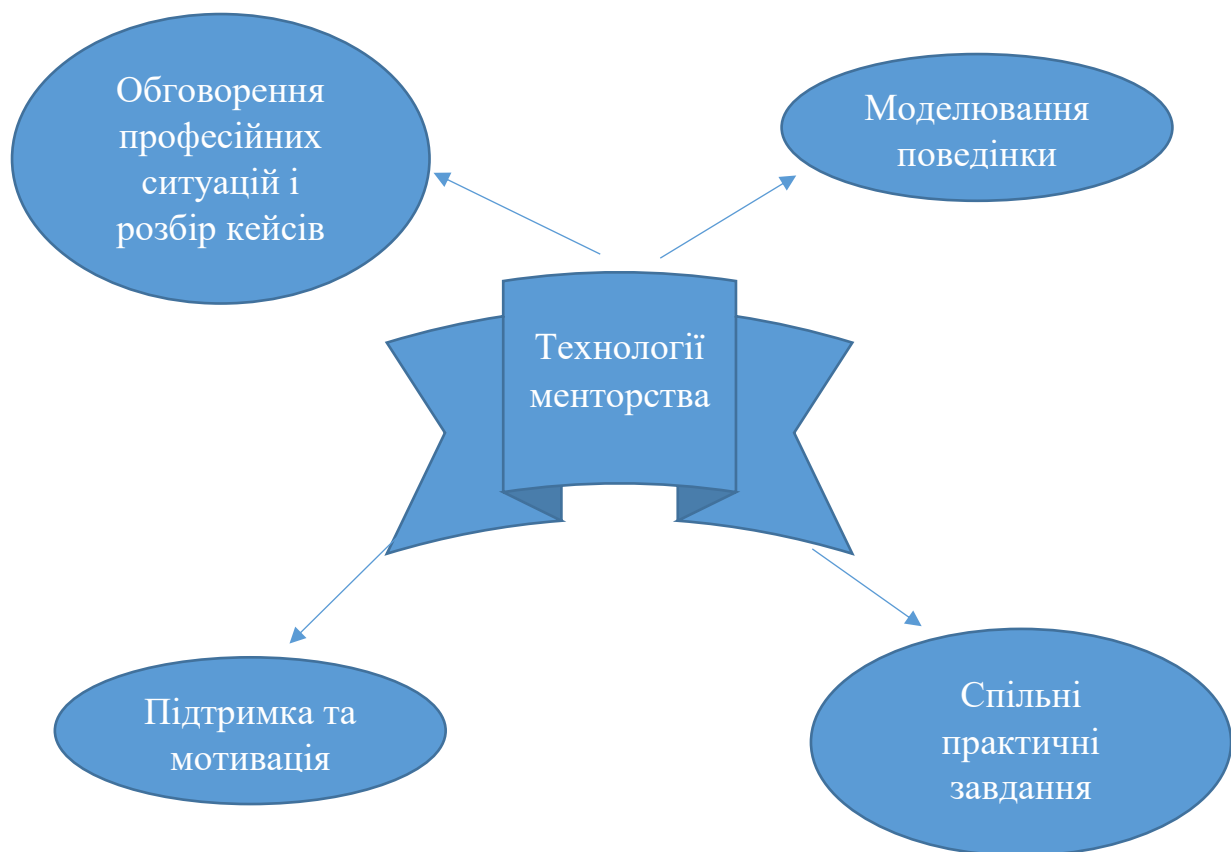 Обговорення
професійних
ситуацій і
розбір кейсів
Моделювання
поведінки
Технології
менторства
Підтримка та
мотивація
Спільні
практичні
завдання